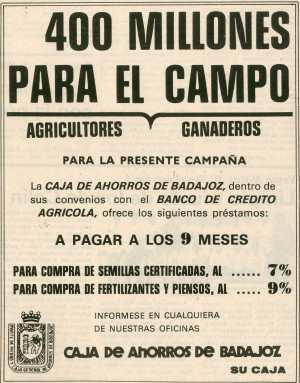 400 MILLONES
PARA EL CAMPO
AGRICULTORES GANADEROS
PARA LA PRESENTE CAMPAÑA
La CAJA DE AHORROS DE BADAJOZ, dentro de
sus convenios con el BANCO DE CREDITO
AGRICOLA, ofrece los siguientes préstamos:
A PAGAR A LOS 9 MESES
PARA COMPRA DE SEMILLAS CERTIFICADAS, AL ...... 7%
PARA COMPRA DE FERTILIZANTES Y PIENSOS, AL .... 9%
INFORMESE EN CUALQUIERA
DE NUESTRAS OFICINAS
CAJA de AHORROS DE BADAJOZ
SU CAJA